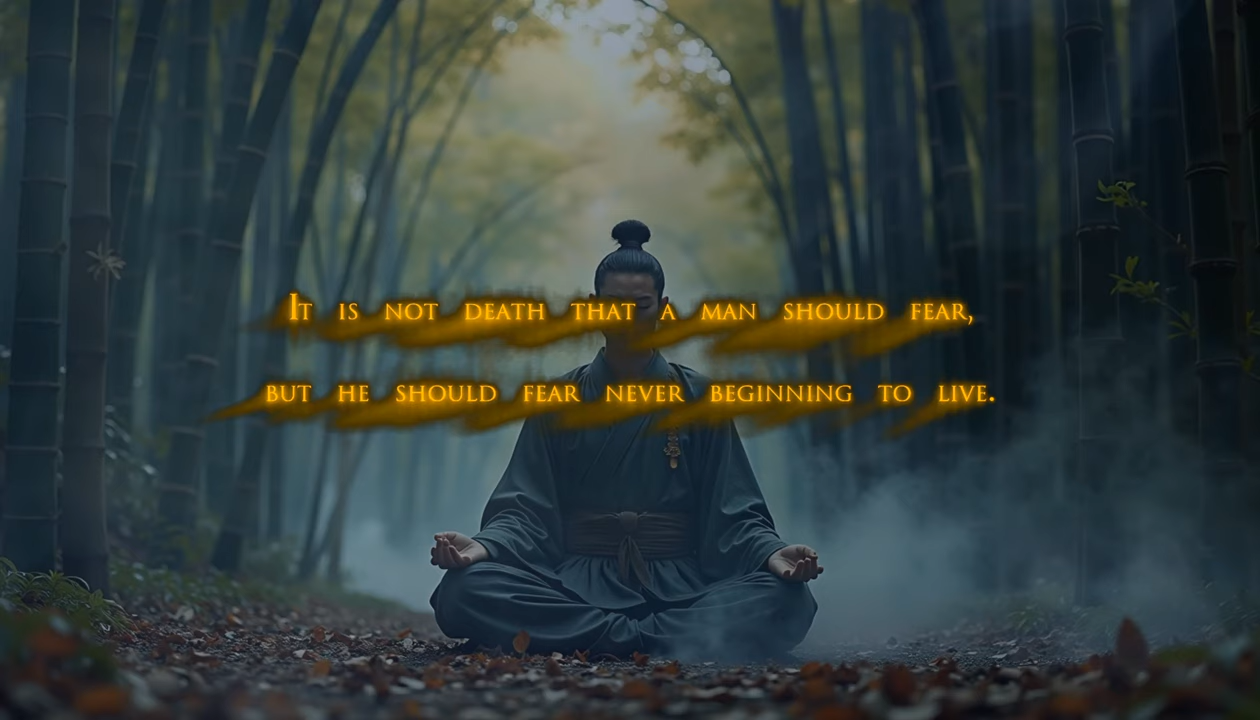 It is not death that a man should fear,
but he should fear never beginning to live.